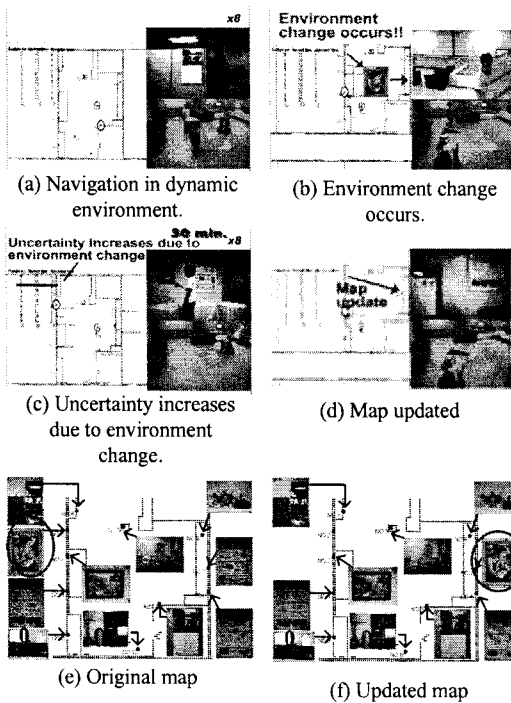 x8
(a) Navigation in dynamic
environment.
Environment
change occurs!!
(b) Environment change
occurs.
30 min. x8
Uncertainty increases due to
environment change
(c) Uncertainty increases
due to environment
change.
Map
update
(d) Map updated
(e) Original map
(f) Updated map